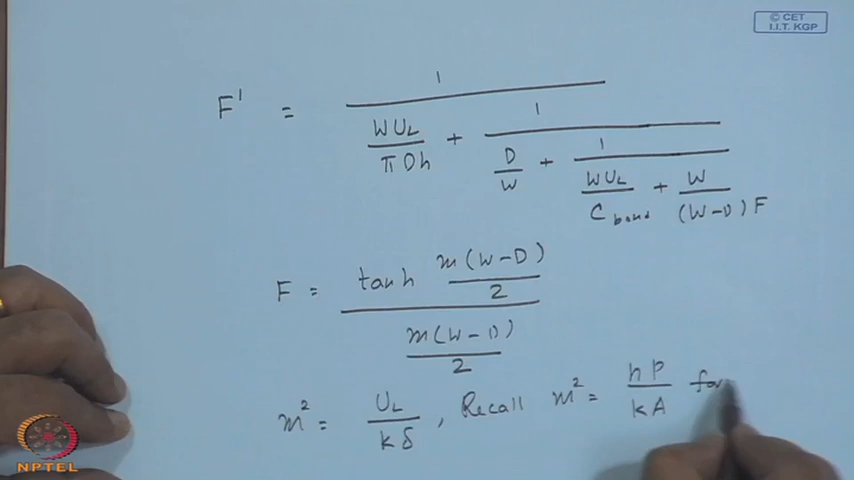 © CET
I.I.T. KGP
F' = 1 / (WU_L / πDh + 1 / (D / W + 1 / (WU_L / C_bond + W / (W-D)F)))
F = tanh m(W-D)/2 / m(W-D)/2
m² = U_L / kδ , Recall m² = hP / kA for
NPTEL